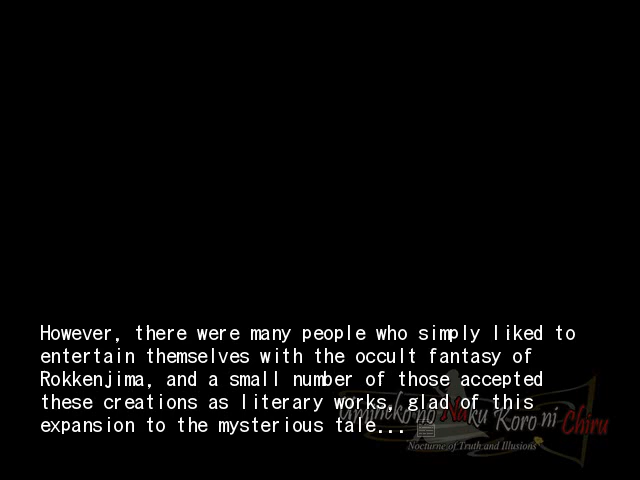 However, there were many people who simply liked to
entertain themselves with the occult fantasy of
Rokkenjima, and a small number of those accepted
these creations as literary works, glad of this
expansion to the mysterious tale...
Umineko no Naku Koro ni Chiru
Nocturne of Truth and Illusions